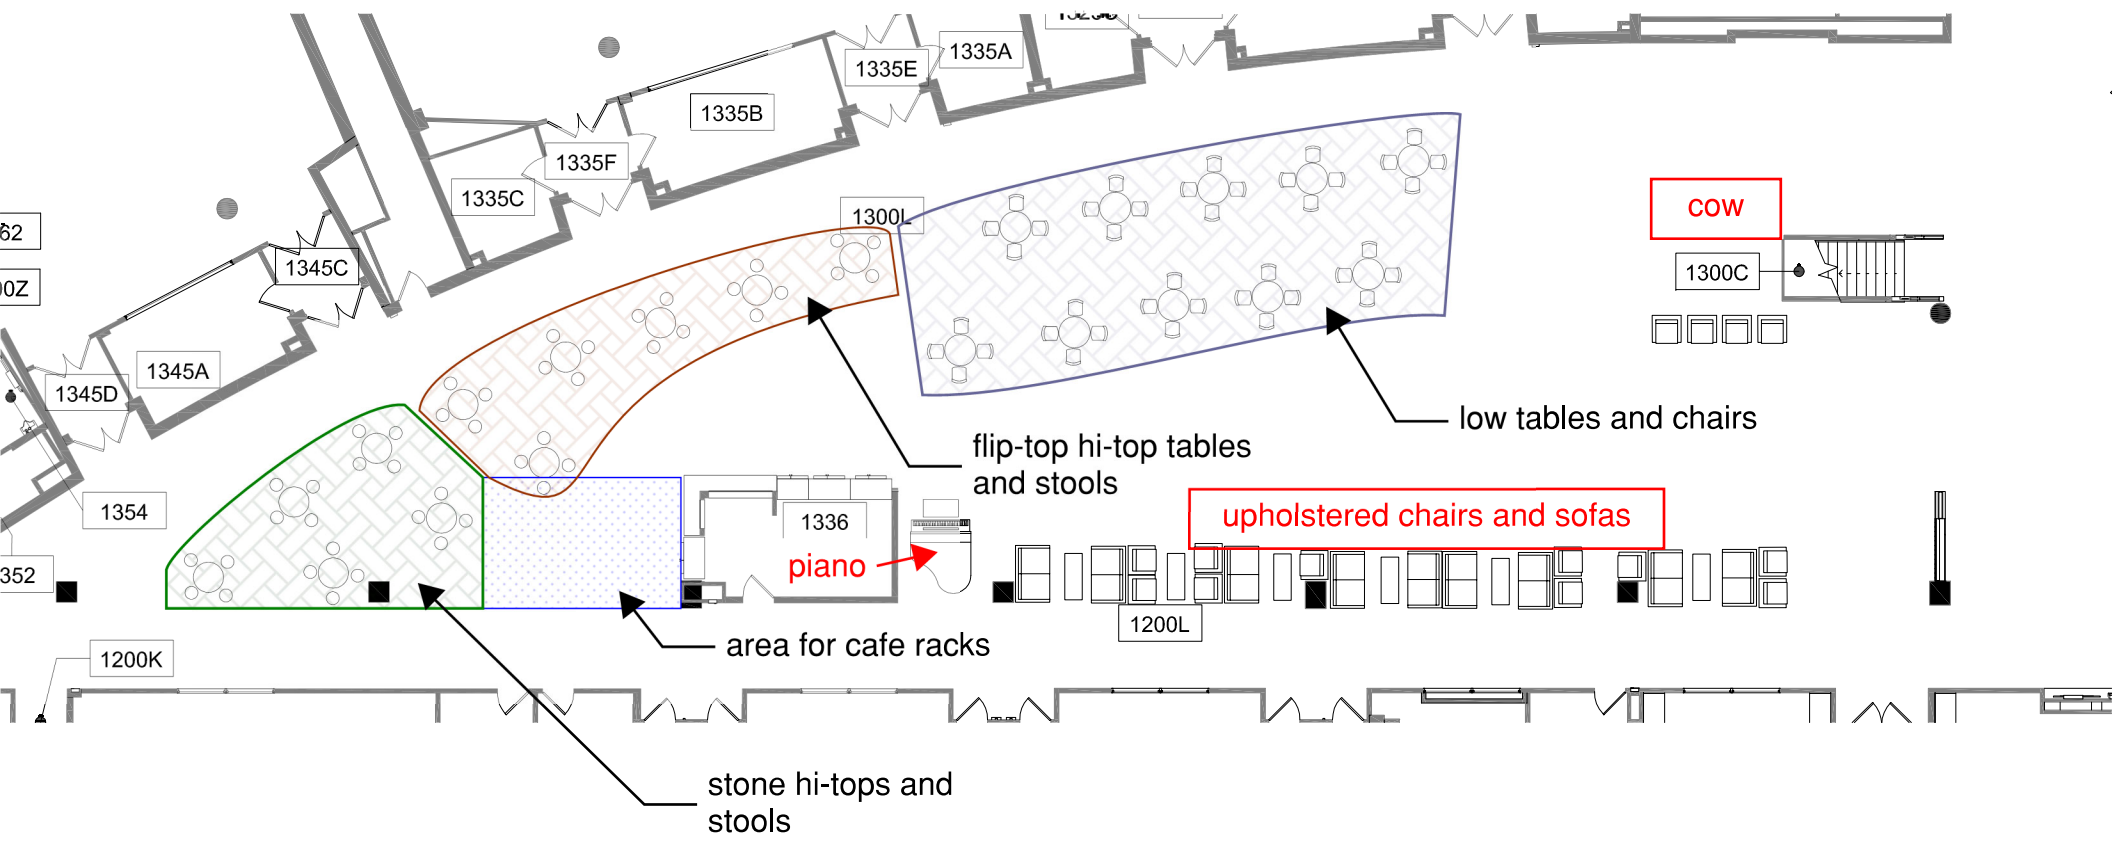 1335A
1335E
1335B
1335F
1335C
1300L
cow
62
1345C
1300C
0Z
1345A
1345D
low tables and chairs
flip-top hi-top tables
and stools
1354
1336
upholstered chairs and sofas
piano
352
1200L
area for cafe racks
1200K
stone hi-tops and
stools